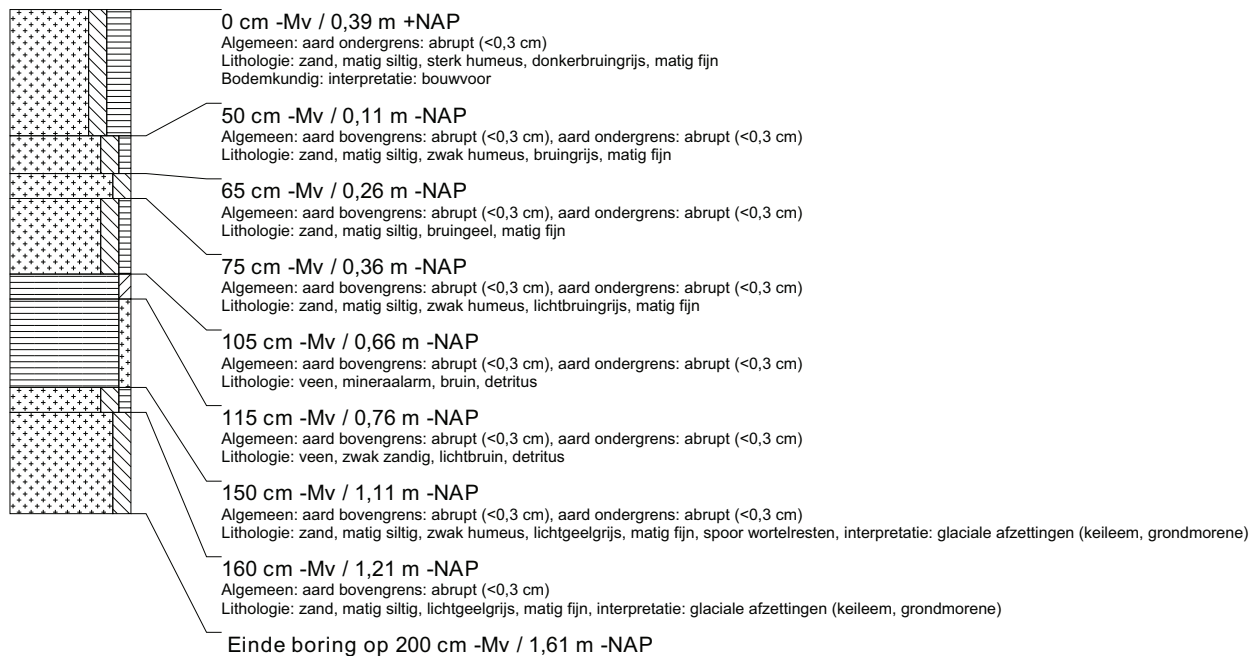 0 cm -Mv / 0,39 m +NAP
Algemeen: aard ondergrens: abrupt (<0,3 cm)
Lithologie: zand, matig siltig, sterk humeus, donkerbruingrijs, matig fijn
Bodemkundig: interpretatie: bouwvoor
50 cm -Mv / 0,11 m -NAP
Algemeen: aard bovengrens: abrupt (<0,3 cm), aard ondergrens: abrupt (<0,3 cm)
Lithologie: zand, matig siltig, zwak humeus, bruingrijs, matig fijn
65 cm -Mv / 0,26 m -NAP
Algemeen: aard bovengrens: abrupt (<0,3 cm), aard ondergrens: abrupt (<0,3 cm)
Lithologie: zand, matig siltig, bruingeel, matig fijn
75 cm -Mv / 0,36 m -NAP
Algemeen: aard bovengrens: abrupt (<0,3 cm), aard ondergrens: abrupt (<0,3 cm)
Lithologie: zand, matig siltig, zwak humeus, lichtbruingrijs, matig fijn
105 cm -Mv / 0,66 m -NAP
Algemeen: aard bovengrens: abrupt (<0,3 cm), aard ondergrens: abrupt (<0,3 cm)
Lithologie: veen, mineraalarm, bruin, detritus
115 cm -Mv / 0,76 m -NAP
Algemeen: aard bovengrens: abrupt (<0,3 cm), aard ondergrens: abrupt (<0,3 cm)
Lithologie: veen, zwak zandig, lichtbruin, detritus
150 cm -Mv / 1,11 m -NAP
Algemeen: aard bovengrens: abrupt (<0,3 cm), aard ondergrens: abrupt (<0,3 cm)
Lithologie: zand, matig siltig, zwak humeus, lichtgeelgrijs, matig fijn, spoor wortelresten, interpretatie: glaciale afzettingen (keileem, grondmorene)
160 cm -Mv / 1,21 m -NAP
Algemeen: aard bovengrens: abrupt (<0,3 cm)
Lithologie: zand, matig siltig, lichtgeelgrijs, matig fijn, interpretatie: glaciale afzettingen (keileem, grondmorene)
Einde boring op 200 cm -Mv / 1,61 m -NAP